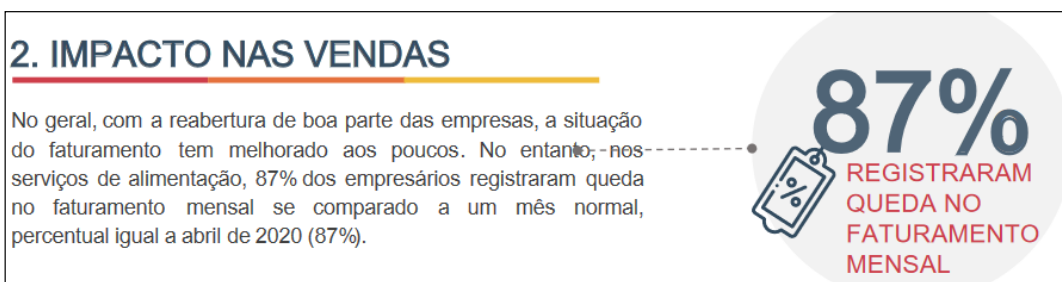 2. IMPACTO NAS VENDAS
No geral, com a reabertura de boa parte das empresas, a situação
do faturamento tem melhorado aos poucos. No entanto, nos
serviços de alimentação, 87% dos empresários registraram queda
no faturamento mensal se comparado a um mês normal,
percentual igual a abril de 2020 (87%).
87%
%
REGISTRARAM
QUEDA NO
FATURAMENTO
MENSAL